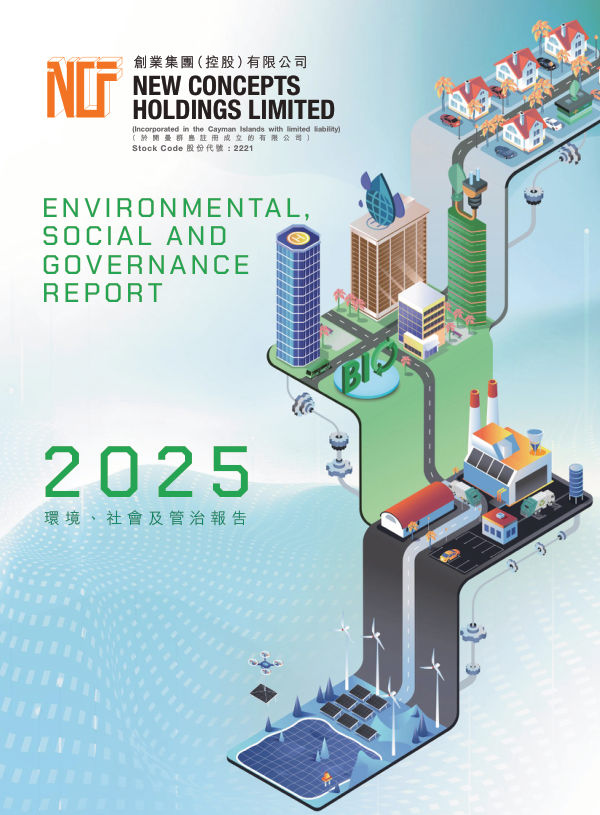 NCF
創業集團(控股)有限公司
NEW CONCEPTS
HOLDINGS LIMITED
(Incorporated in the Cayman Islands with limited liability)
(於開曼群島註冊成立的有限公司)
Stock Code 股份代號 : 2221
ENVIRONMENTAL,
SOCIAL AND
GOVERNANCE
REPORT
BIO
2025
環境、社會及管治報告